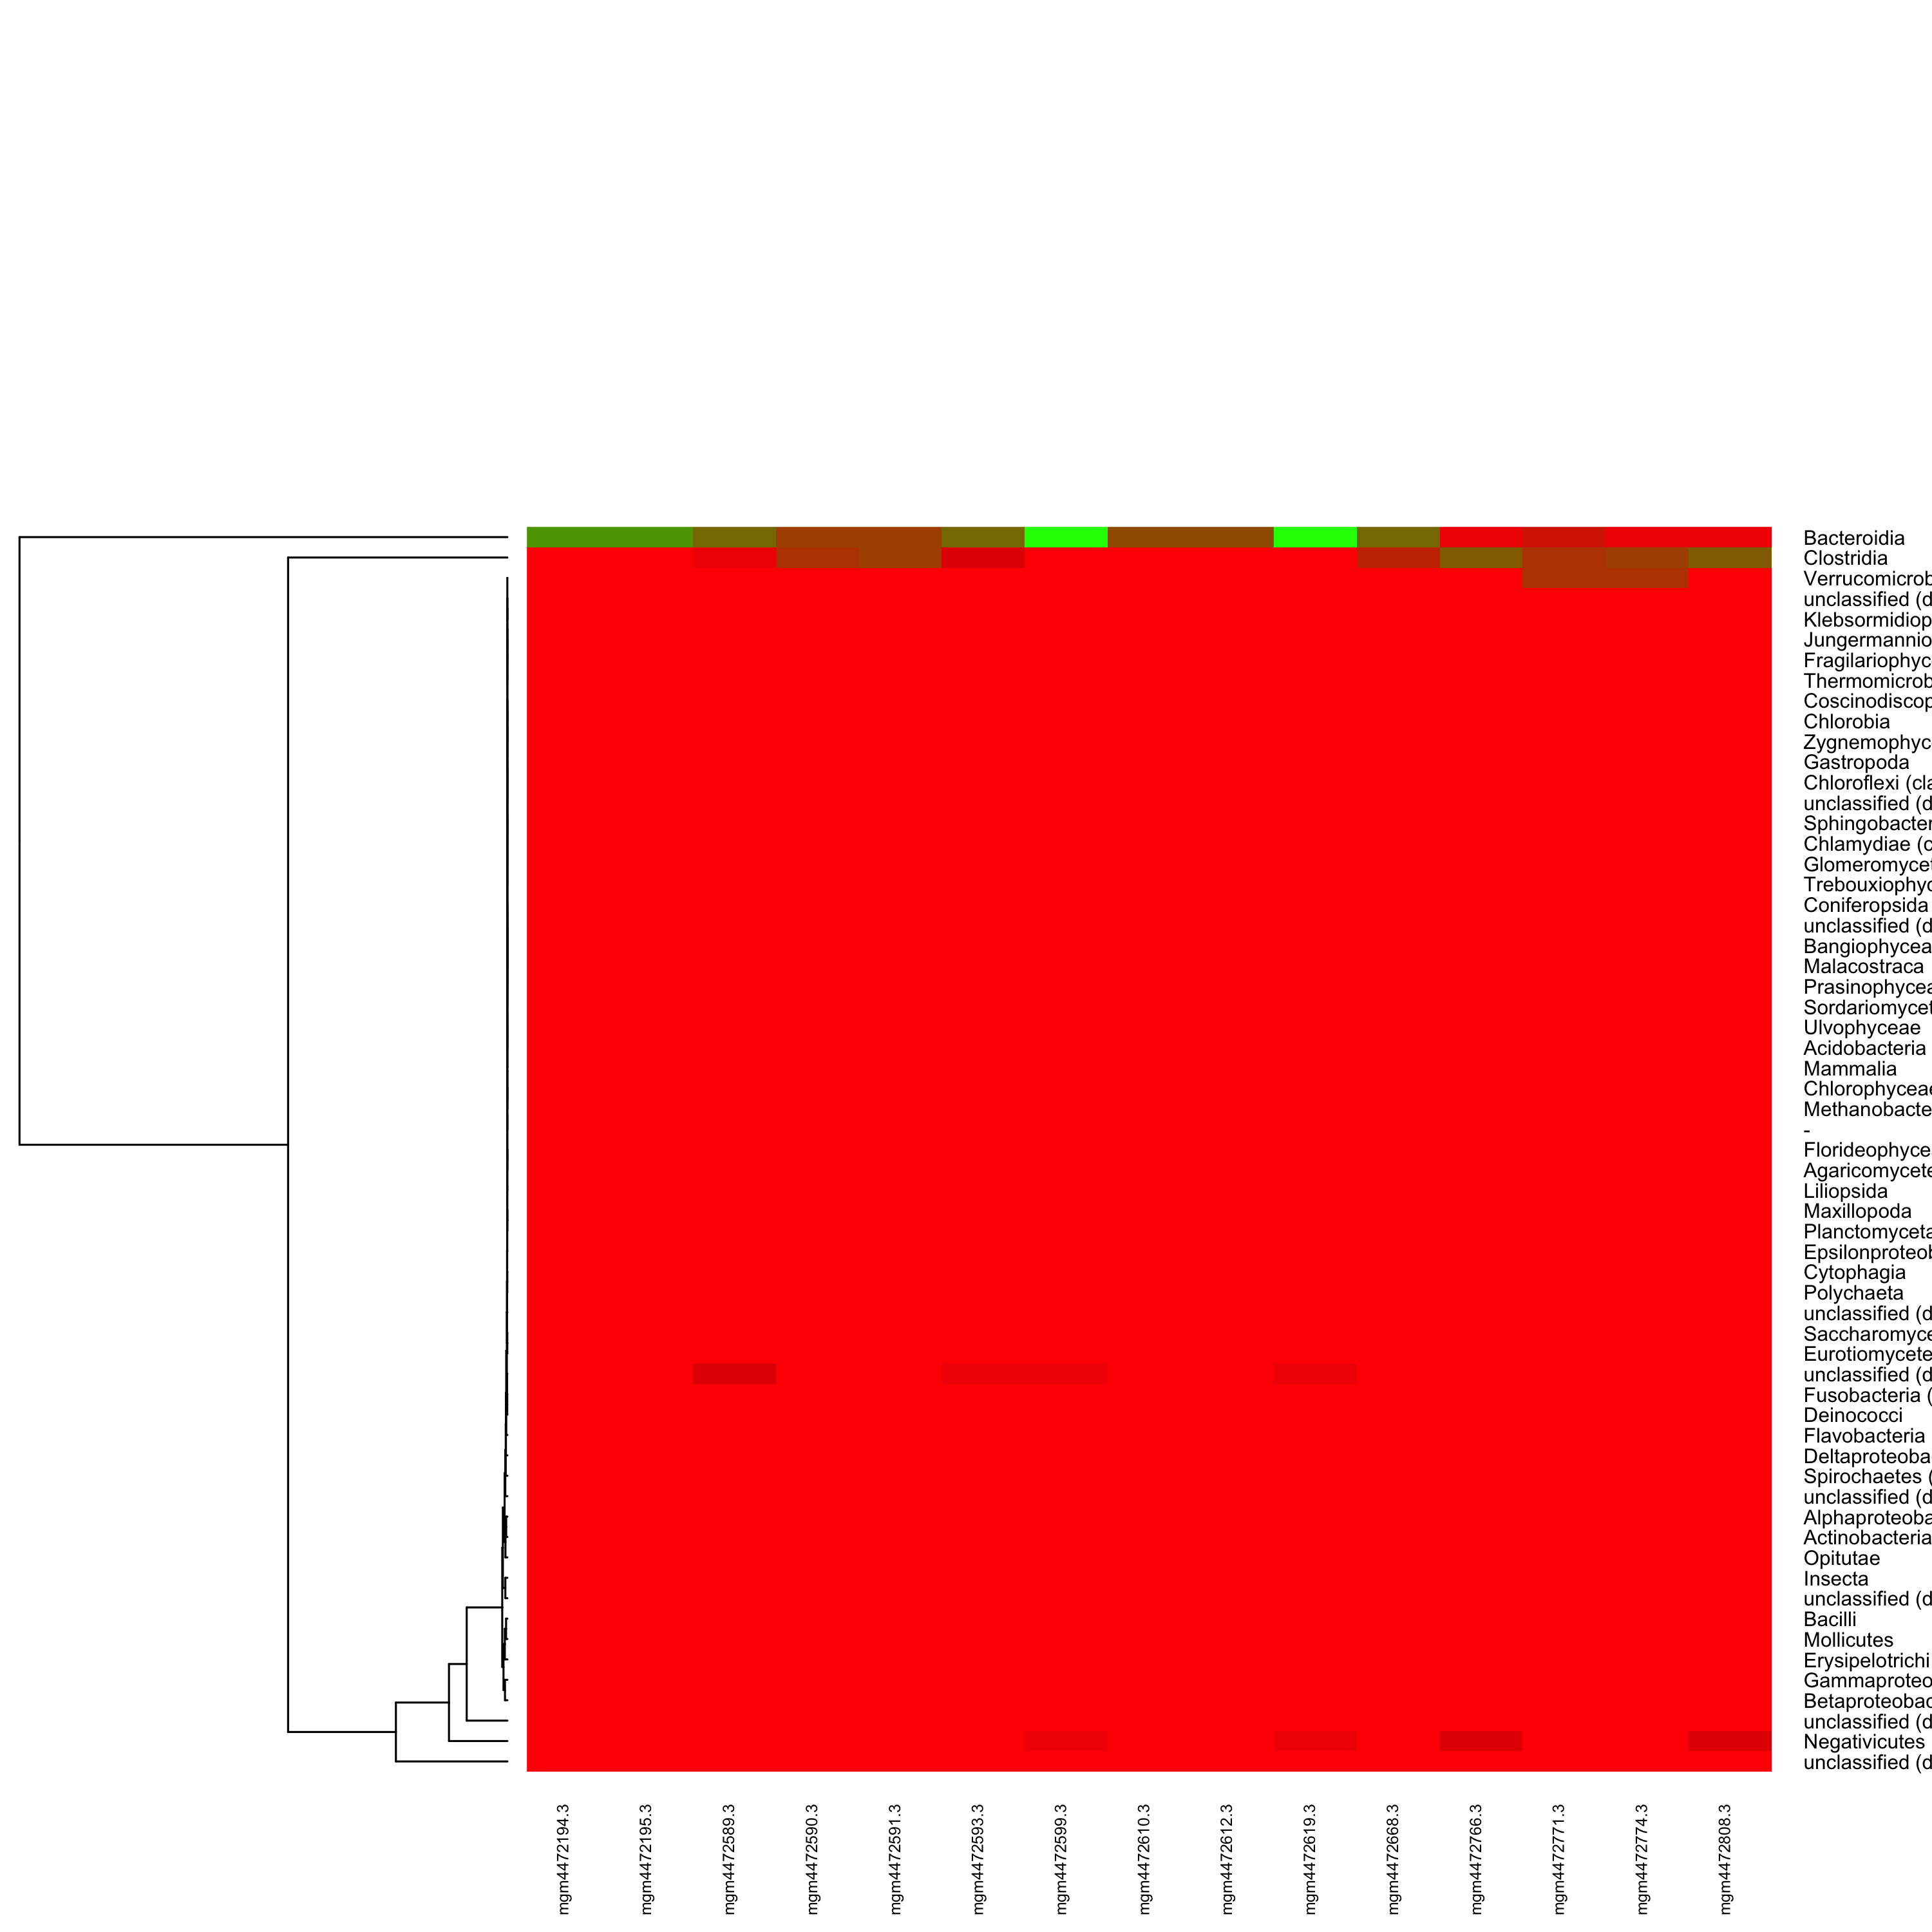 Bacteroidia
Clostridia
Verrucomicrob
unclassified (d
Klebsormidiop
Jungermannio
Fragilariophyc
Thermomicrob
Coscinodiscop
Chlorobia
Zygnemophyc
Gastropoda
Chloroflexi (cla
unclassified (d
Sphingobacter
Chlamydiae (c
Glomeromycet
Trebouxiophyc
Coniferopsida
unclassified (d
Bangiophycea
Malacostraca
Prasinophycea
Sordariomycet
Ulvophyceae
Acidobacteria
Mammalia
Chlorophyceae
Methanobacte
-
Florideophyce
Agaricomycete
Liliopsida
Maxillopoda
Planctomyceta
Epsilonproteob
Cytophagia
Polychaeta
unclassified (d
Saccharomyce
Eurotiomycete
unclassified (d
Fusobacteria (
Deinococci
Flavobacteria
Deltaproteoba
Spirochaetes (
unclassified (d
Alphaproteoba
Actinobacteria
Opitutae
Insecta
unclassified (d
Bacilli
Mollicutes
Erysipelotrichi
Gammaproteo
Betaproteobac
unclassified (d
Negativicutes
unclassified (d
mgm4472194.3
mgm4472195.3
mgm4472589.3
mgm4472590.3
mgm4472591.3
mgm4472593.3
mgm4472599.3
mgm4472610.3
mgm4472612.3
mgm4472619.3
mgm4472668.3
mgm4472766.3
mgm4472771.3
mgm4472774.3
mgm4472808.3